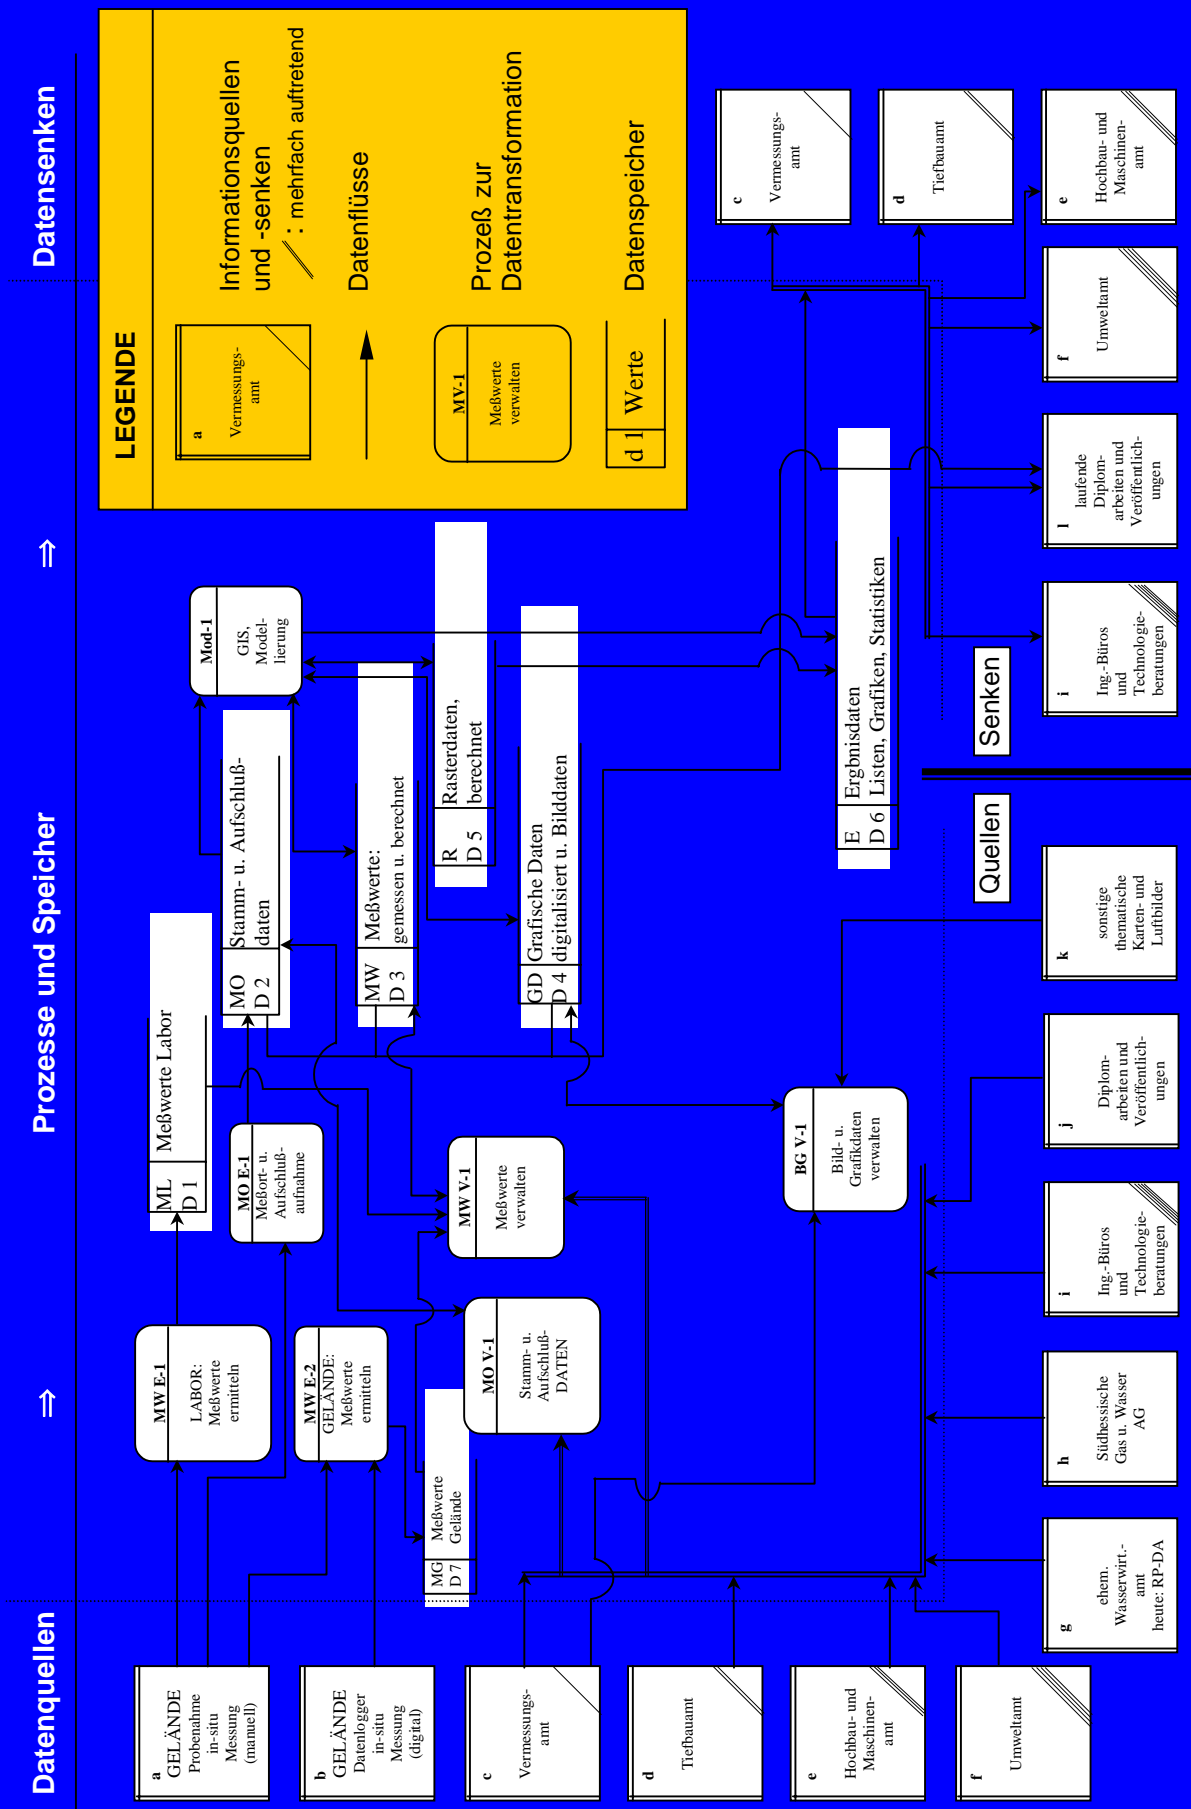 Datenquellen
⇒
Prozesse und Speicher
⇒
Datensenken
LEGENDE
a
Vermessungs-
amt
Informationsquellen
und -senken
: mehrfach auftretend
Datenflüsse
MV-1
Meßwerte
verwalten
Prozeß zur
Datentransformation
d 1
Werte
Datenspeicher
a
GELÄNDE
Probenahme
in-situ
Messung
(manuell)
b
GELÄNDE
Datenlogger
in-situ
Messung
(digital)
c
Vermessungs-
amt
d
Tiefbauamt
e
Hochbau- und
Maschinen-
amt
f
Umweltamt
MW E-1
LABOR:
Meßwerte
ermitteln
MW E-2
GELÄNDE:
Meßwerte
ermitteln
MG
D 7
Meßwerte
Gelände
MO V-1
Stamm- u.
Aufschluß-
DATEN
ML
D 1
Meßwerte Labor
MO E-1
Meßort- u.
Aufschluß-
aufnahme
MW V-1
Meßwerte
verwalten
BG V-1
Bild- u.
Grafikdaten
verwalten
MO
D 2
Stamm- u. Aufschluß-
daten
MW
D 3
Meßwerte:
gemessen u. berechnet
R
D 5
Rasterdaten,
berechnet
GD
D 4
Grafische Daten
digitalisiert u. Bilddaten
Mod-1
GIS,
Model-
lierung
E
D 6
Ergbnisdaten
Listen, Grafiken, Statistiken
Quellen
Senken
g
ehem.
Wasserwirt.-
amt
heute: RP-DA
h
Südhessische
Gas u. Wasser
AG
i
Ing.-Büros
und
Technologie-
beratungen
j
Diplom-
arbeiten und
Veröffentlich-
ungen
k
sonstige
thematische
Karten- und
Luftbilder
i
Ing.-Büros
und
Technologie-
beratungen
l
laufende
Diplom-
arbeiten und
Veröffentlich-
ungen
f
Umweltamt
c
Vermessungs-
amt
d
Tiefbauamt
e
Hochbau- und
Maschinen-
amt